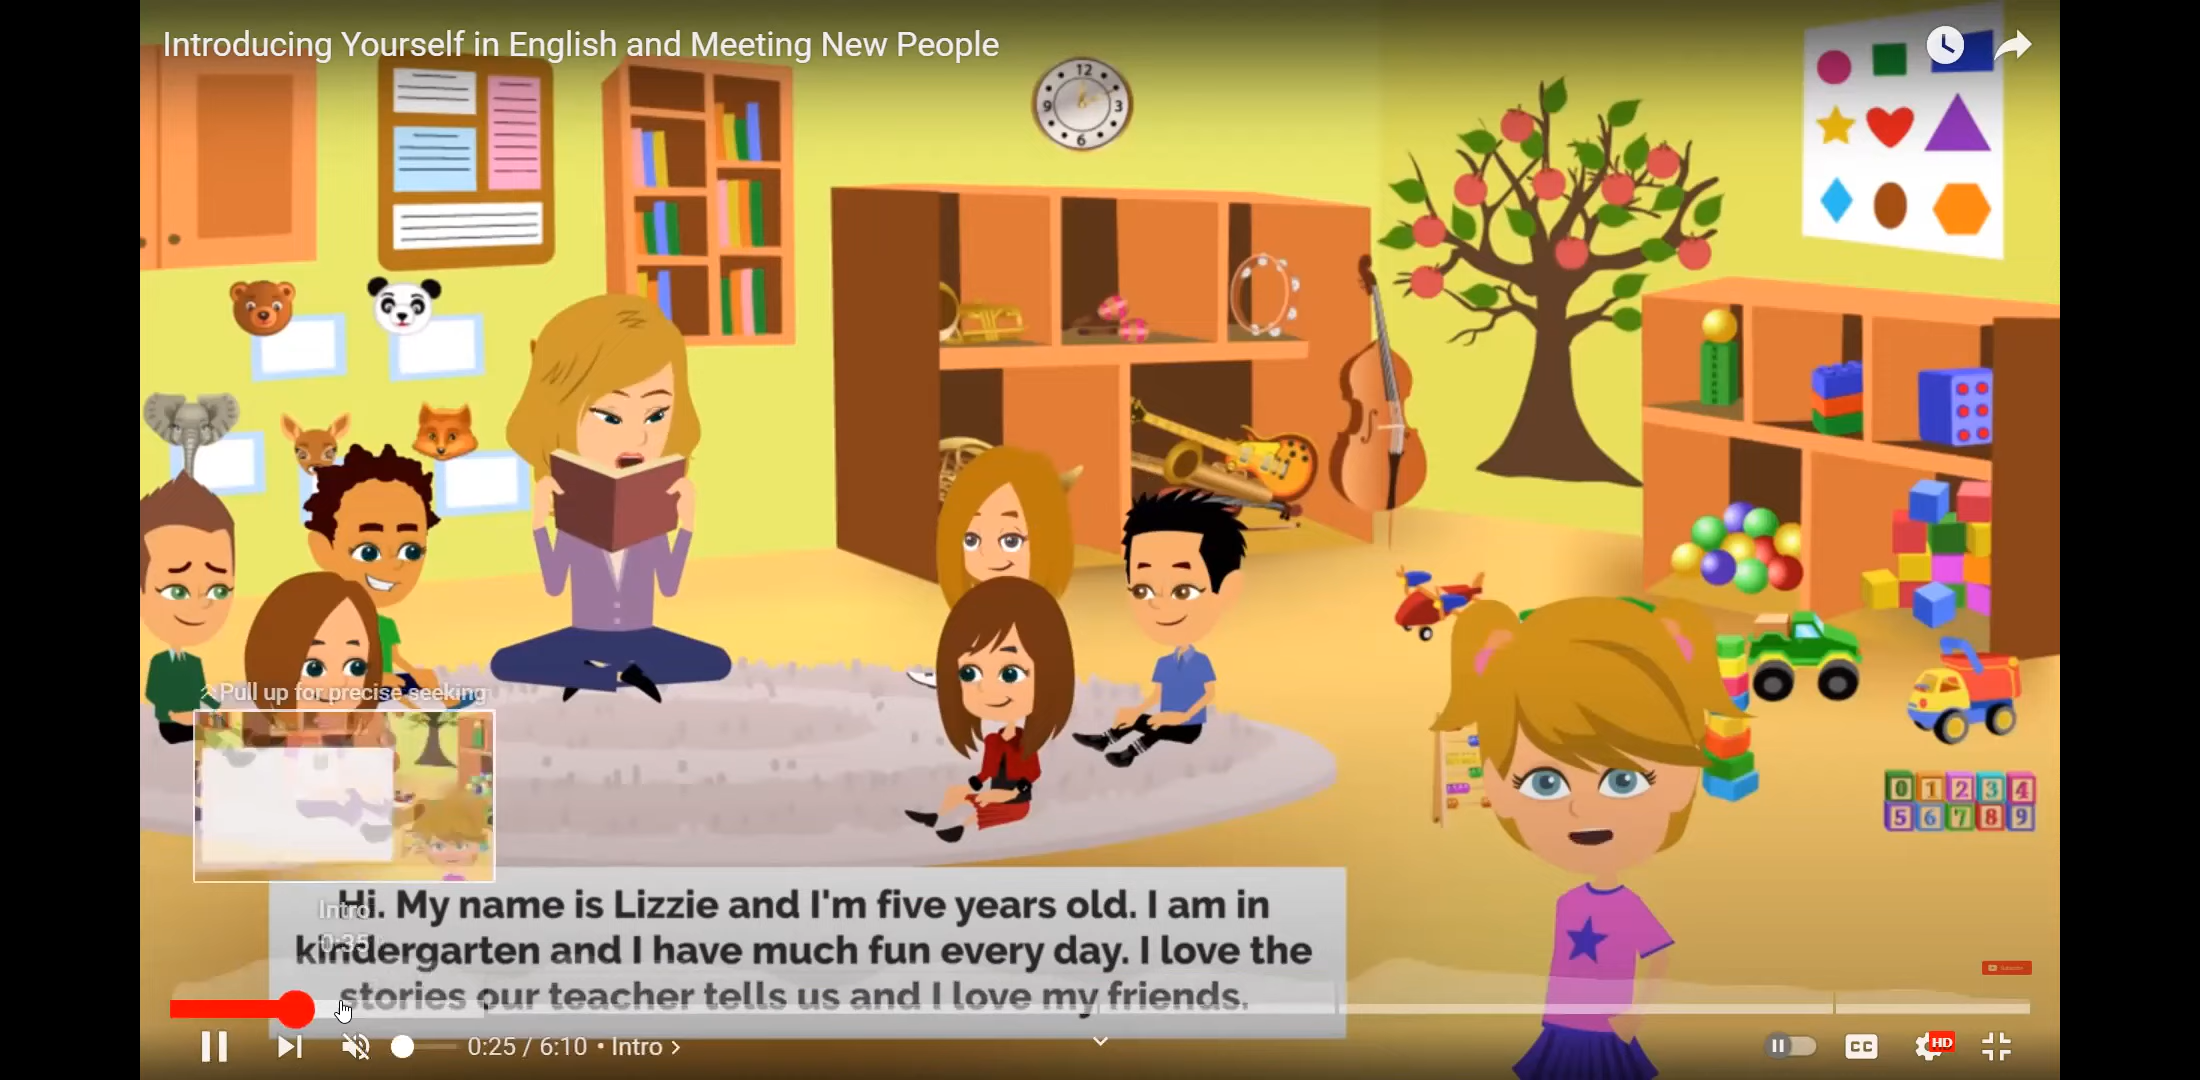 Introducing Yourself in English and Meeting New People
12
9
3
6
Pull up for precise seeking
Hi. My name is Lizzie and I'm five years old. I am in
kindergarten and I have much fun every day. I love the
stories our teacher tells us and I love my friends.
Intro
0:35
0 1 2 3 4
5 6 7 8 9
Subscribe
0:25 / 6:10 • Intro
CC
HD